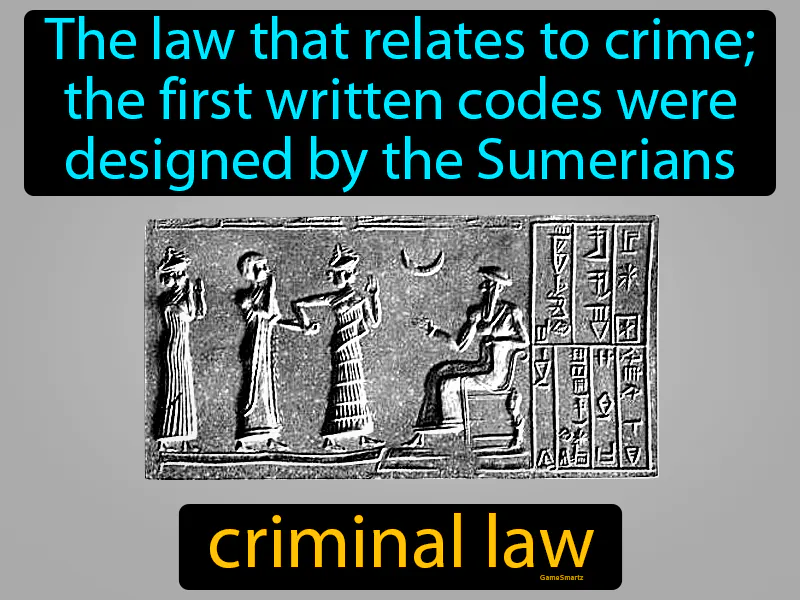 The law that relates to crime;
the first written codes were
designed by the Sumerians
criminal law
GameSmartz